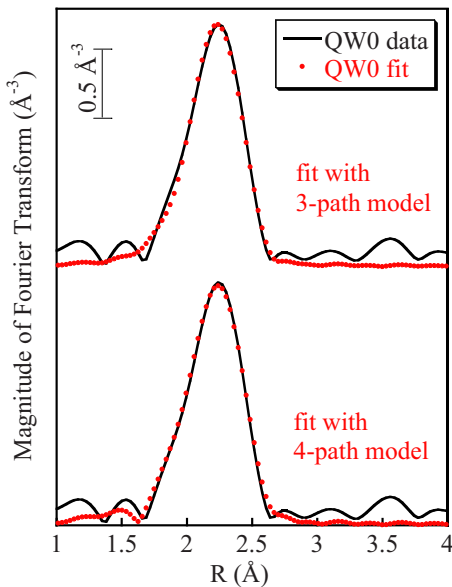 QW0 data
QW0 fit
0.5 Å⁻³
Magnitude of Fourier Transform (Å⁻³)
fit with
3-path model
fit with
4-path model
1 1.5 2 2.5 3 3.5 4
R (Å)